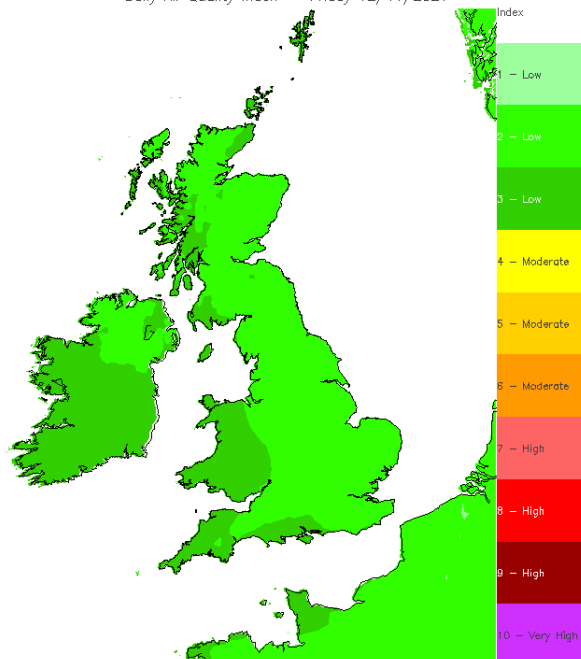 Index
1 - Low
2 - Low
3 - Low
4 - Moderate
5 - Moderate
6 - Moderate
7 - High
8 - High
9 - High
10 - Very High